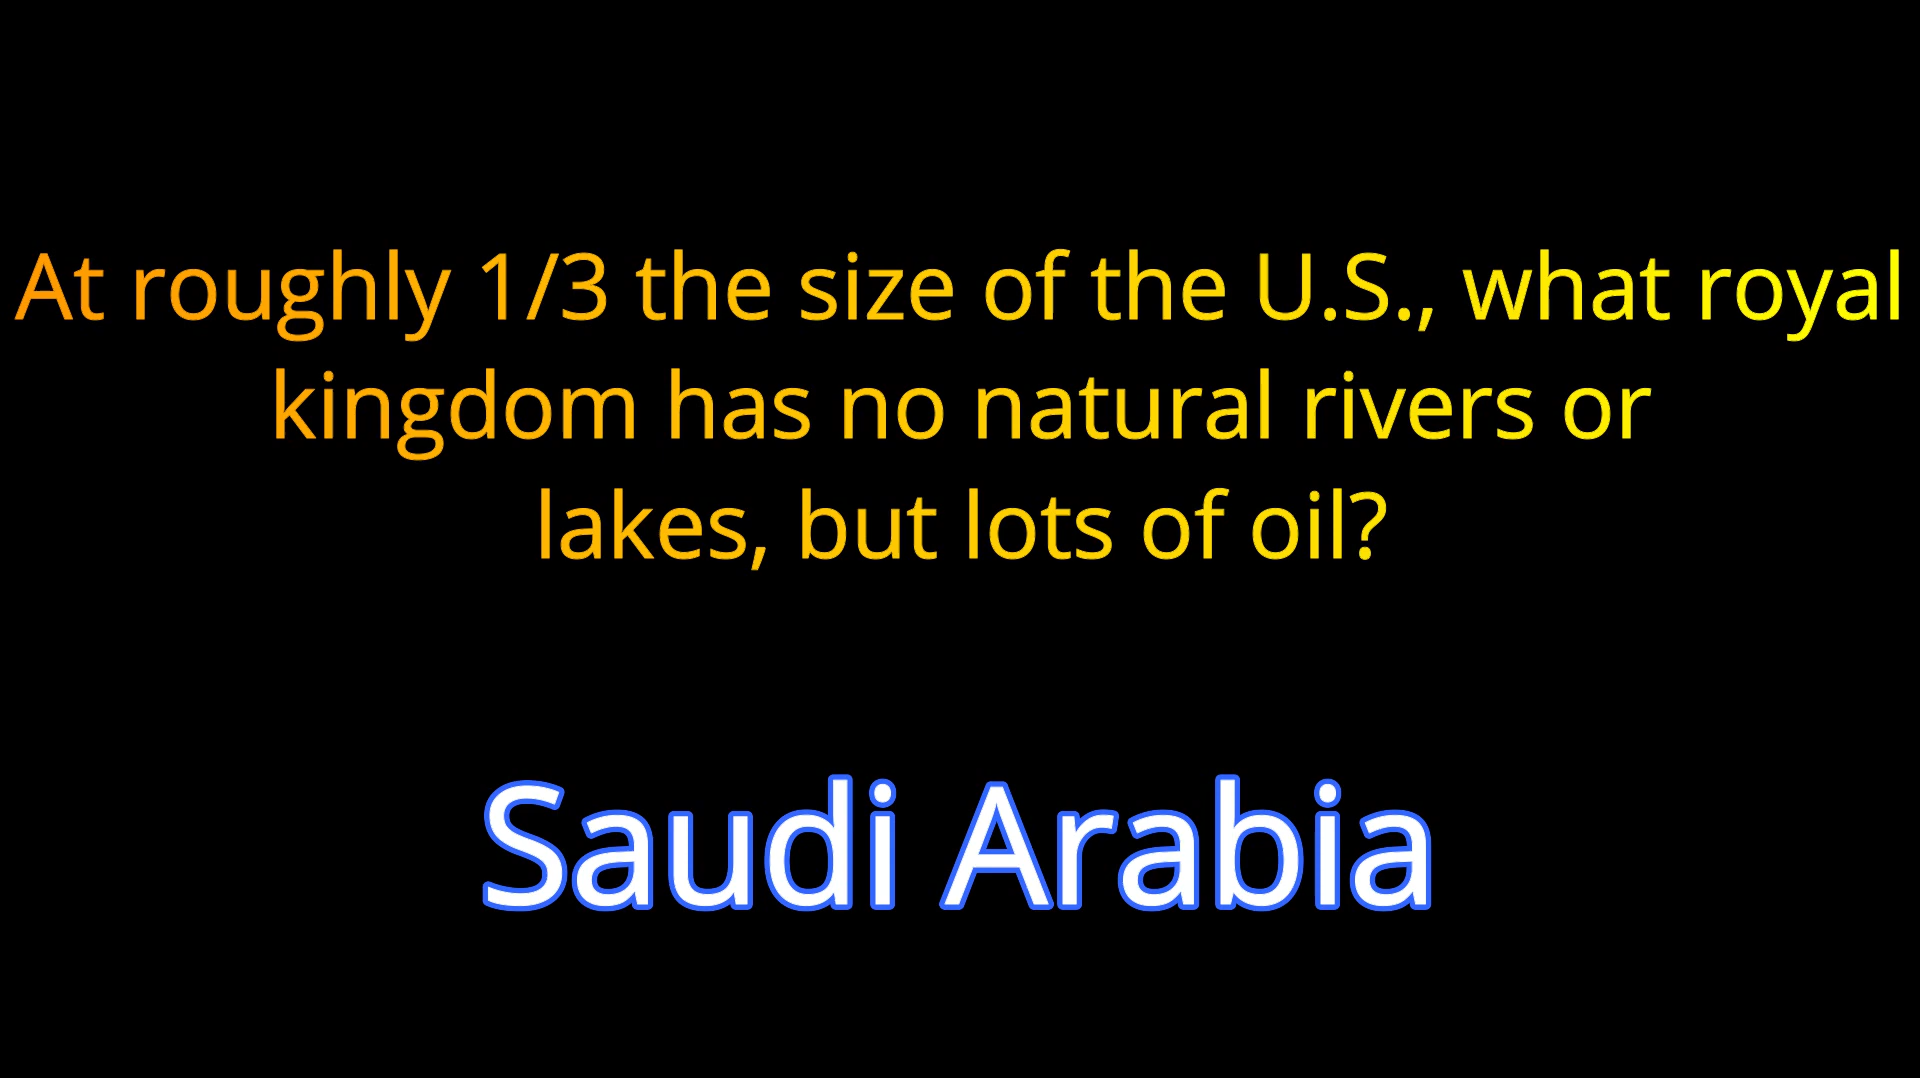 At roughly 1/3 the size of the U.S., what royal
kingdom has no natural rivers or
lakes, but lots of oil?
Saudi Arabia